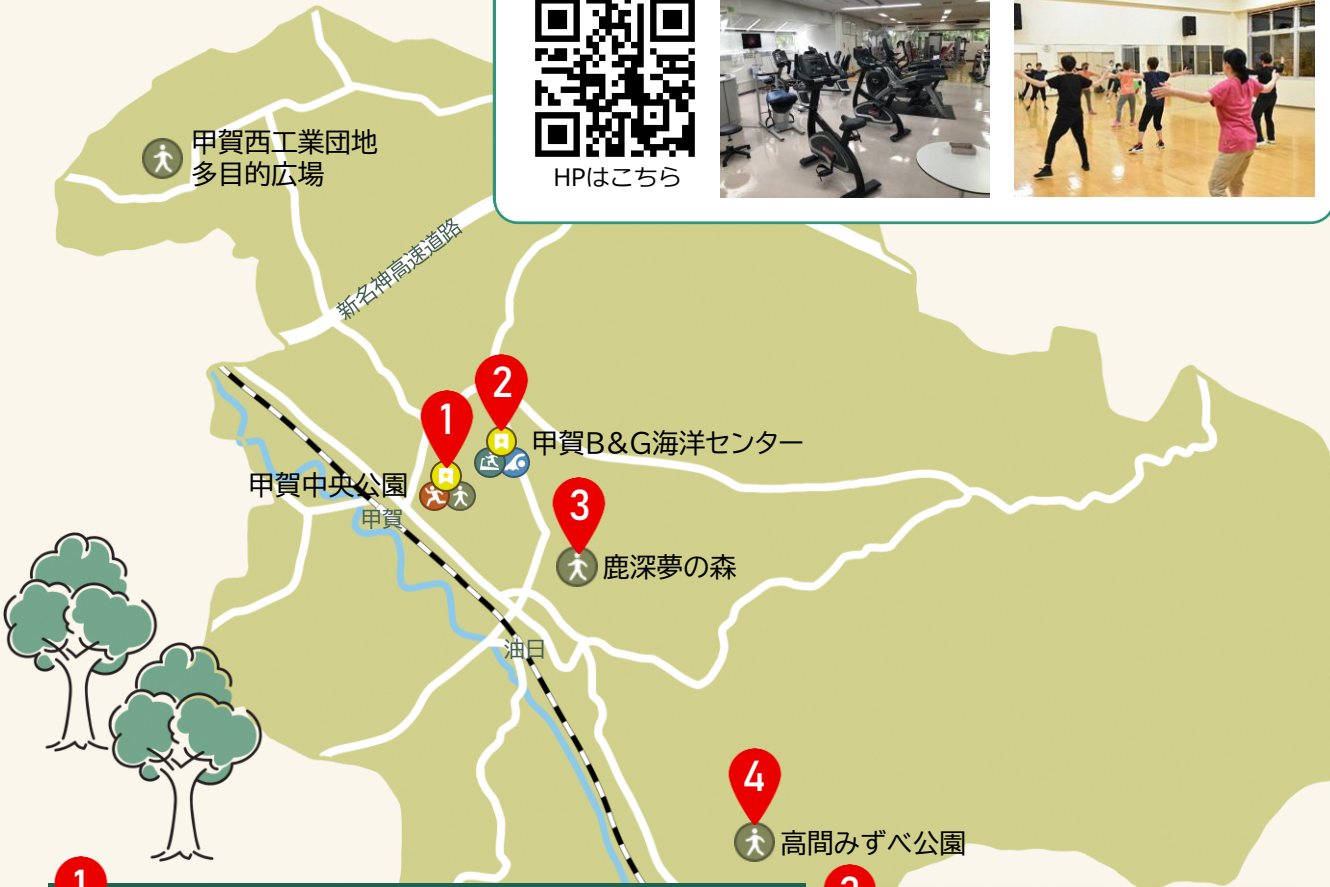 HPはこちら
甲賀西工業団地
多目的広場
新名神高速道路
2
1
甲賀B&G海洋センター
甲賀中央公園
3
甲賀
鹿深夢の森
油日
4
高間みずべ公園
1